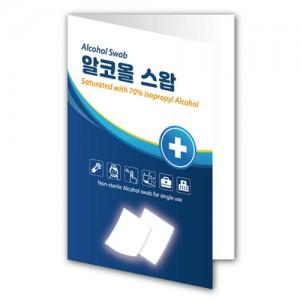 Alcohol Swab
알코올 스왑
Saturated with 70% Isopropyl Alcohol
Non-sterile Alcohol swab for single use